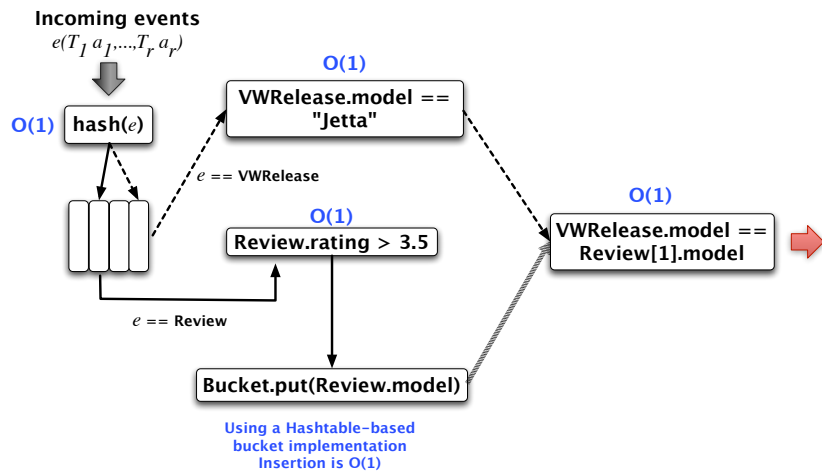 Incoming events
e(T1 a1,...,Tr ar)
O(1)
hash(e)
O(1)
VWRelease.model ==
"Jetta"
e == VWRelease
O(1)
Review.rating > 3.5
e == Review
O(1)
VWRelease.model ==
Review[1].model
Bucket.put(Review.model)
Using a Hashtable-based
bucket implementation
Insertion is O(1)